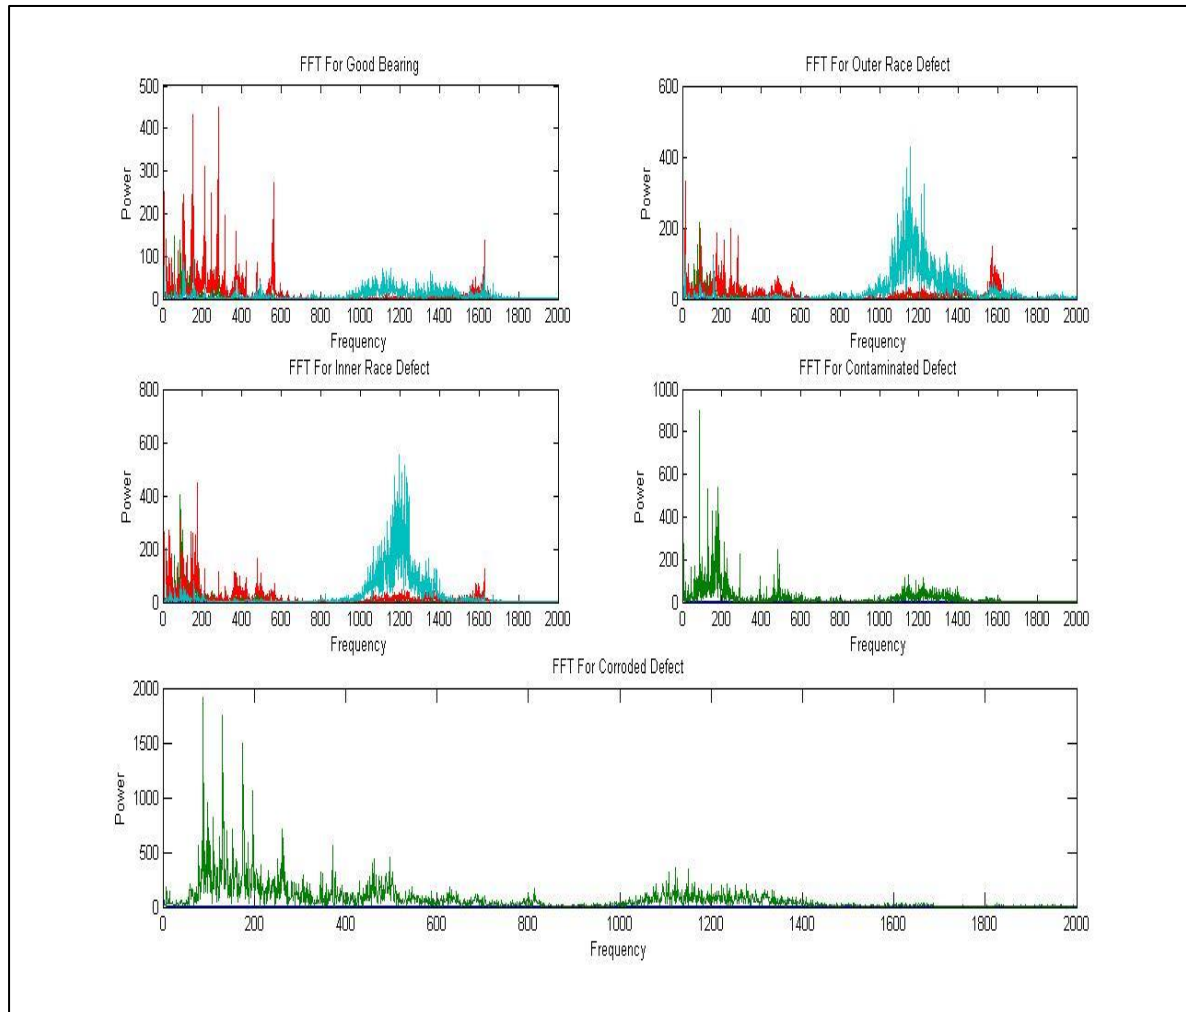 FFT For Good Bearing
500
400
300
200
100
0
Power
0 200 400 600 800 1000 1200 1400 1600 1800 2000
Frequency
FFT For Outer Race Defect
600
400
200
0
Power
0 200 400 600 800 1000 1200 1400 1600 1800 2000
Frequency
FFT For Inner Race Defect
800
600
400
200
0
Power
0 200 400 600 800 1000 1200 1400 1600 1800 2000
Frequency
FFT For Contaminated Defect
1000
800
600
400
200
0
Power
0 200 400 600 800 1000 1200 1400 1600 1800 2000
Frequency
FFT For Corroded Defect
2000
1500
1000
500
0
Power
0 200 400 600 800 1000 1200 1400 1600 1800 2000
Frequency